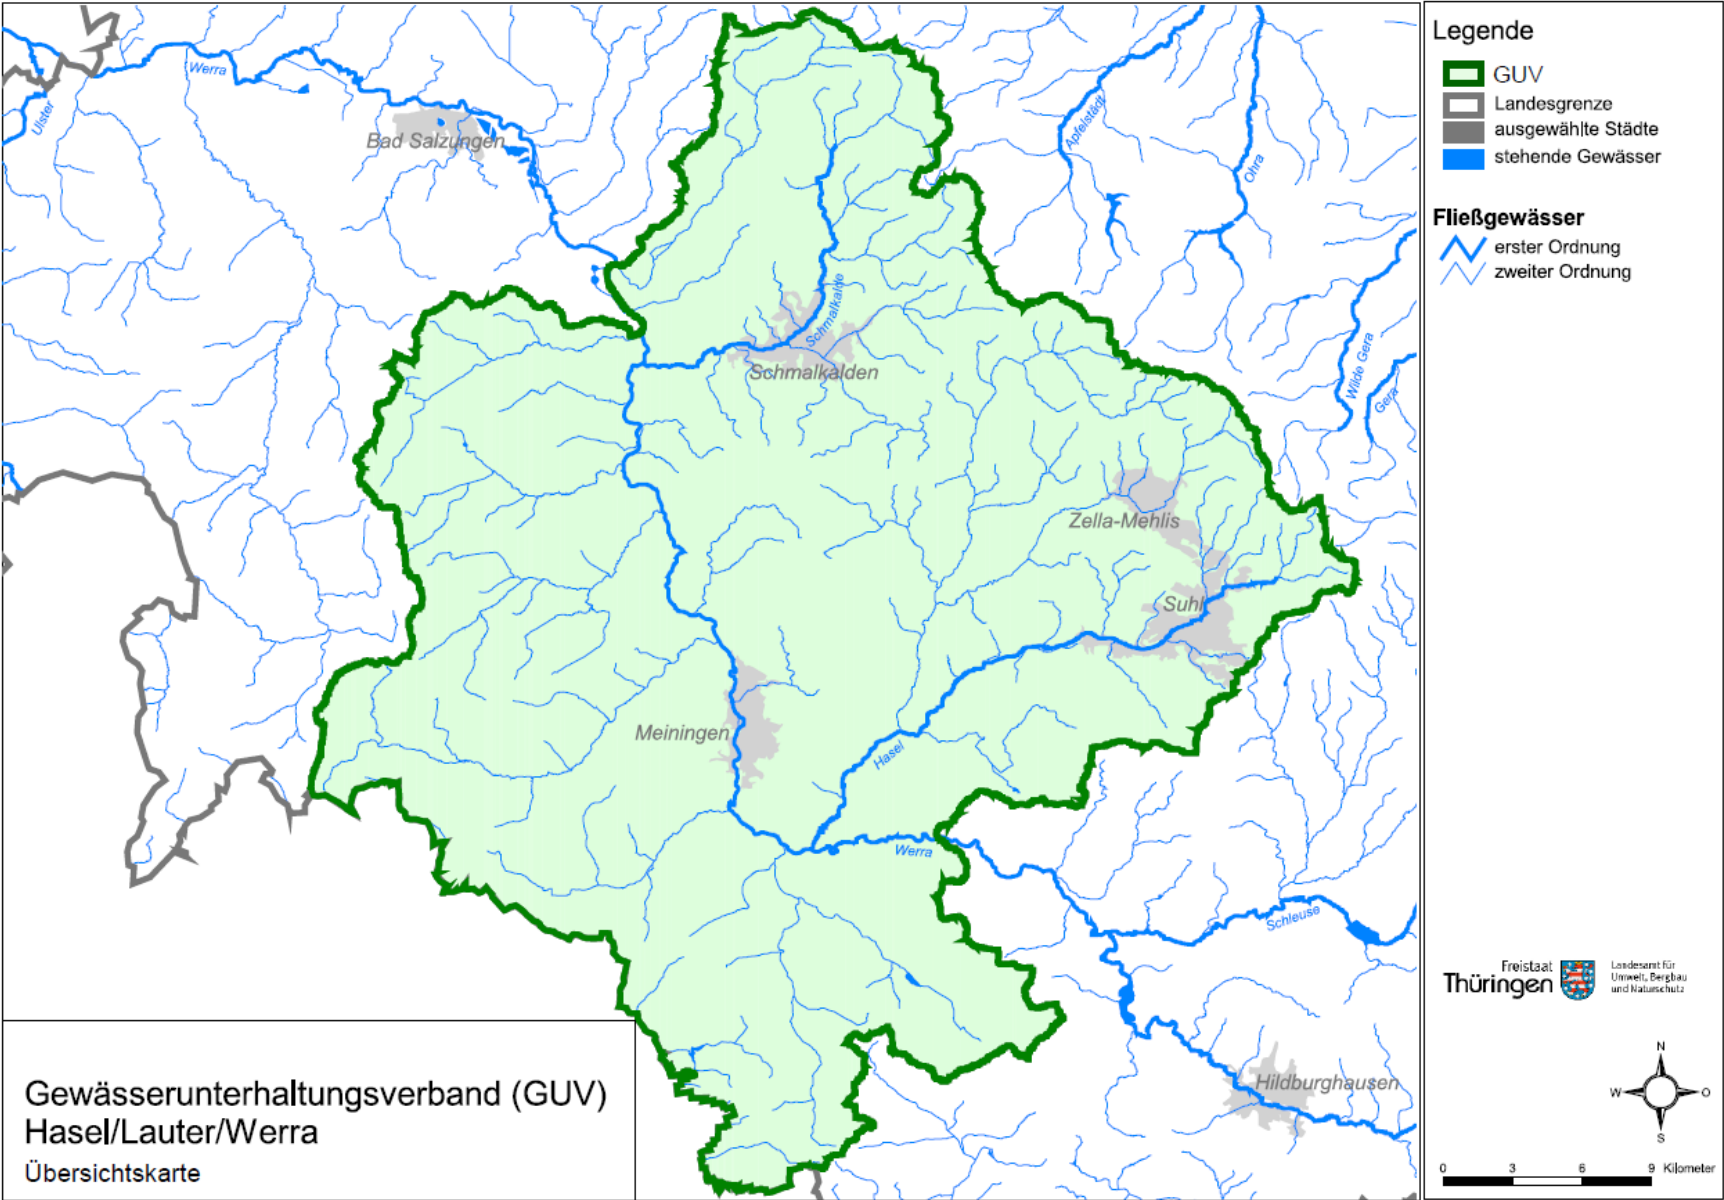 Werra
Ulster
Bad Salzungen
Apfelstädt
Ohra
Schmalkalde
Schmalkalden
Wilde Gera
Gera
Zella-Mehlis
Suhl
Meiningen
Hasel
Werra
Schleuse
Hildburghausen
Gewässerunterhaltungsverband (GUV)
Hasel/Lauter/Werra
Übersichtskarte
Legende
GUV
Landesgrenze
ausgewählte Städte
stehende Gewässer
Fließgewässer
erster Ordnung
zweiter Ordnung
Freistaat
Thüringen
Landesamt für
Umwelt, Bergbau
und Naturschutz
N
W O
S
0 3 6 9 Kilometer